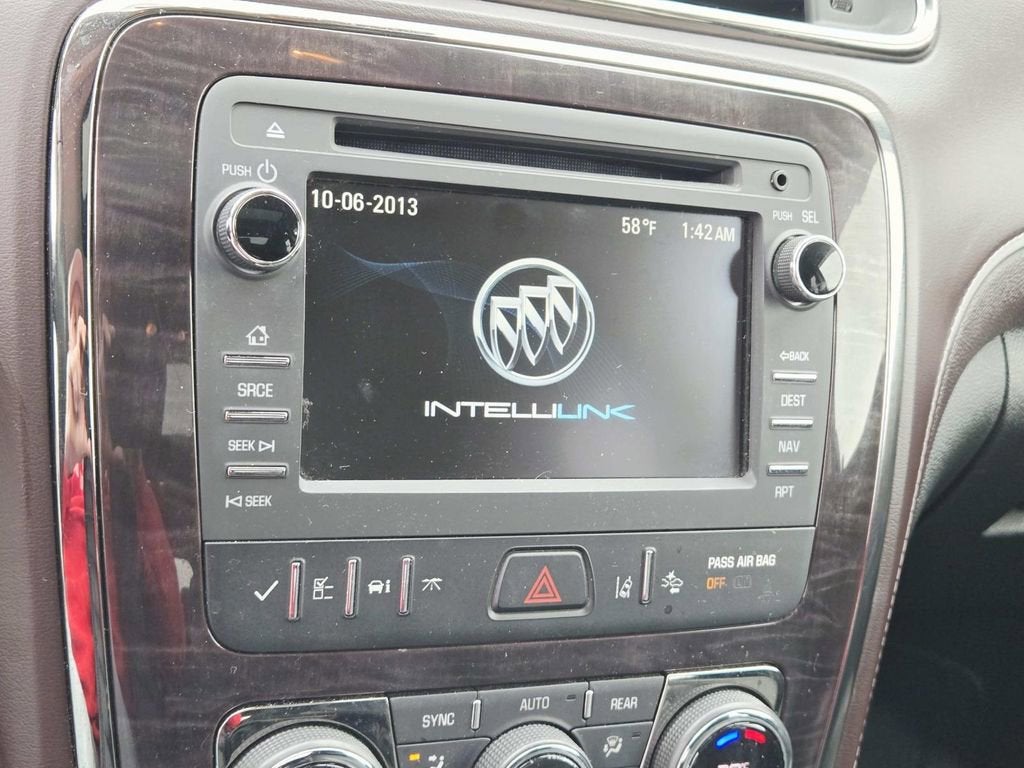 PUSH
10-06-2013
58°F 1:42 AM
PUSH SEL
INTELLILINK
SRCE
SEEK
SEEK
BACK
DEST
NAV
RPT
PASS AIR BAG
OFF
SYNC
AUTO
REAR